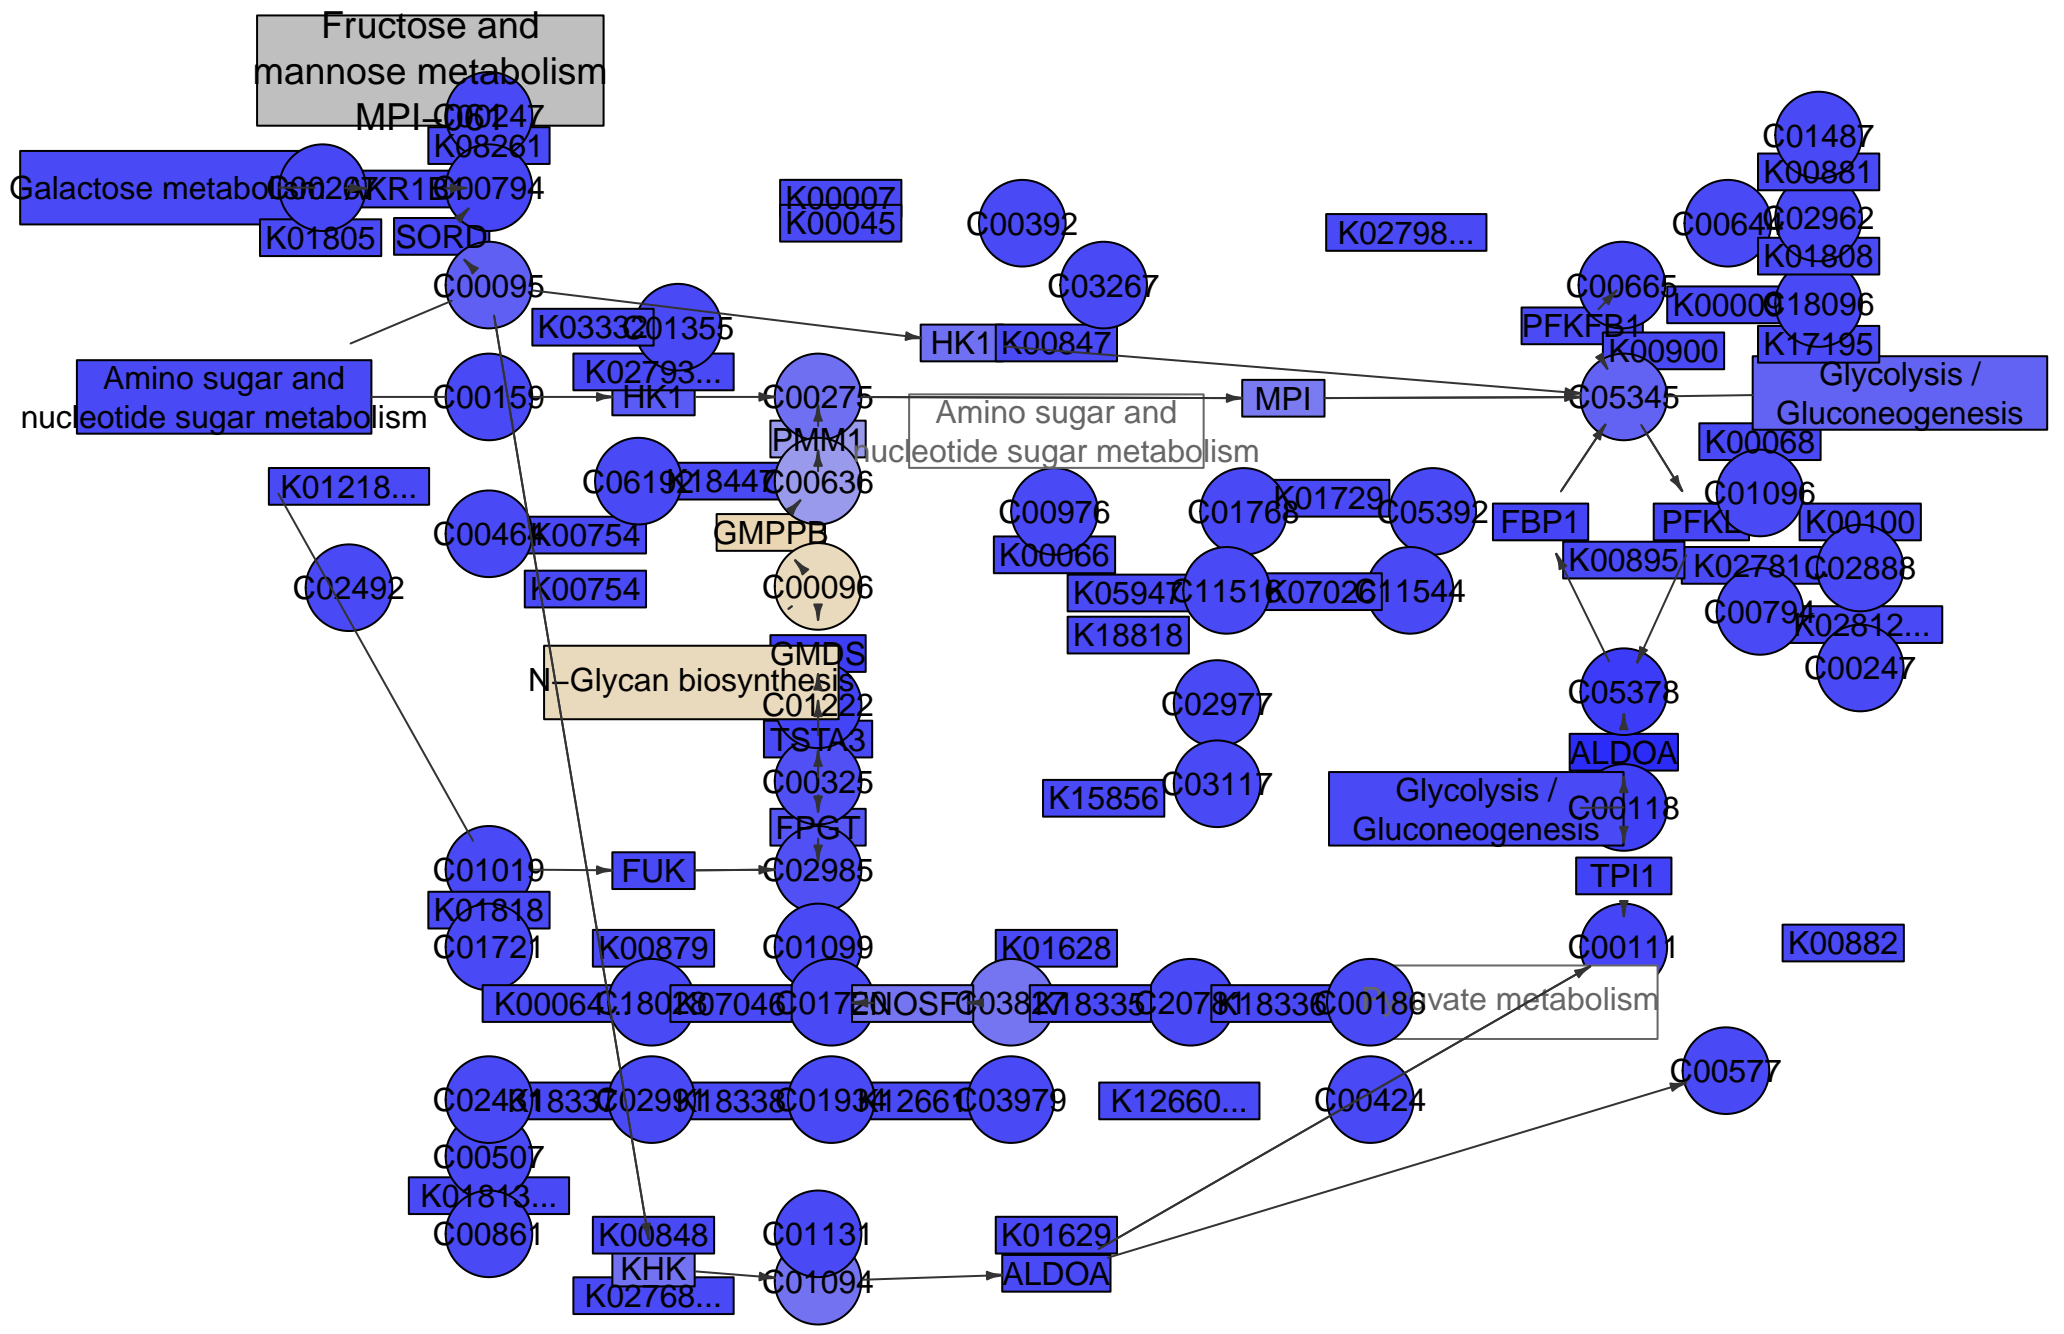 Fructose and
mannose metabolism
MPI−C61
C00247
K08261
C01487
K00881
Galactose metabolism
C00267
AKR1B1
C00794
K00007
K00045
C00392
K02798...
C00644
C02962
K01805
SORD
K01808
C00095
C03267
C00665
K00009
C18096
K03332
C01355
PFKFB1
HK1
K00847
K00900
K17195
K02793...
Amino sugar and
nucleotide sugar metabolism
C00159
HK1
C00275
MPI
C05345
Glycolysis /
Gluconeogenesis
Amino sugar and
nucleotide sugar metabolism
PMM1
K00068
K01218...
C06192
K18447
C00636
C01096
C00976
C01768
K01729
C05392
FBP1
PFKL
K00100
C00464
K00754
GMPPB
K00066
K00895
K02781...
C02888
C02492
K00754
C00096
K05947
C11516
K07026
C11544
C00794
K02812...
K18818
GMDS
N−Glycan biosynthesis
C01222
C02977
C05378
C00247
TSTA3
ALDOA
C00325
K15856
C03117
Glycolysis /
Gluconeogenesis
C00118
FPGT
C01019
FUK
C02985
TPI1
K01818
C01721
K00879
C01099
K01628
C00111
K00882
K00064...
C18028
K07046
C01720
ENOSF1
C03827
K18335
C20781
K18336
C00186
Pyruvate metabolism
C00577
C02431
K18337
C02991
K18338
C01934
K12661
C03979
K12660...
C00424
C00507
K01813...
C00861
K00848
C01131
K01629
KHK
C01094
ALDOA
K02768...